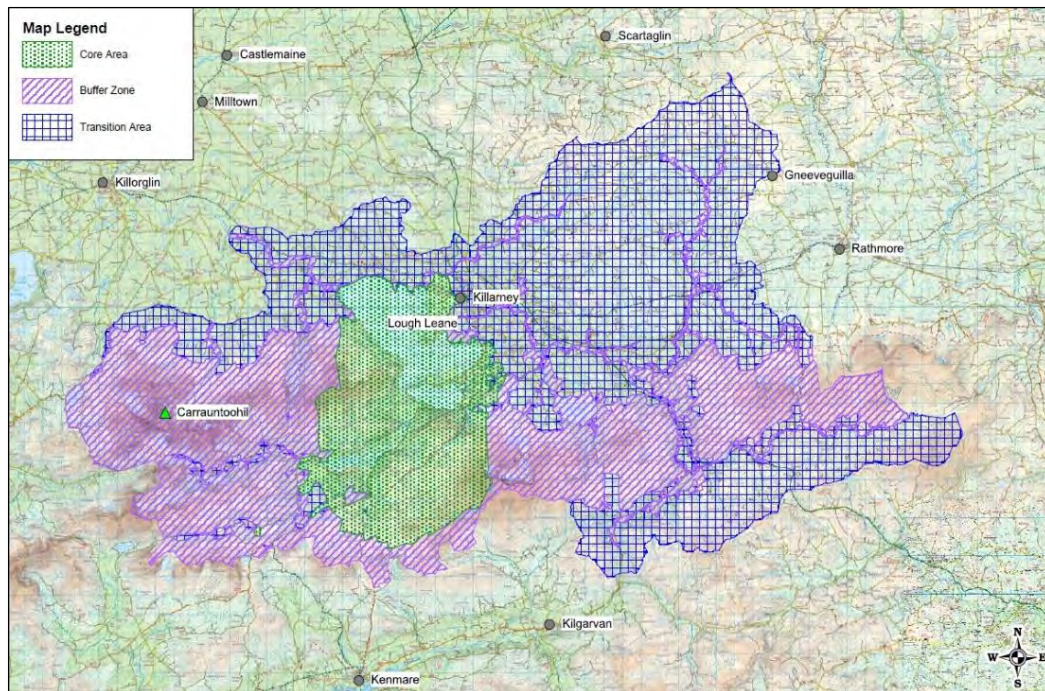 Map Legend
Core Area
Buffer Zone
Transition Area
Scartaglin
Castlemaine
Milltown
Killorglin
Gneeveguilla
Rathmore
Killarney
Lough Leane
Carrauntoohil
Kilgarvan
Kenmare
N
W E
S